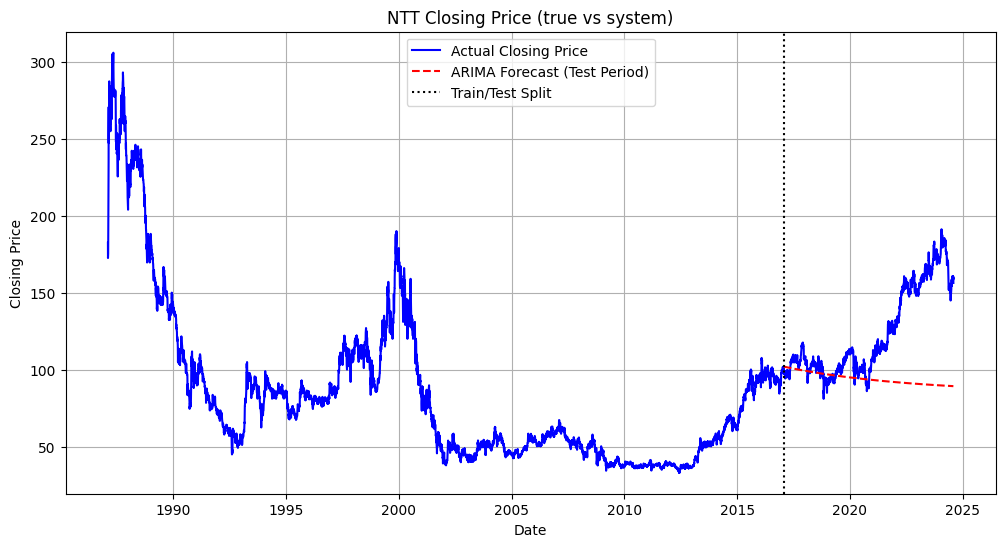 NTT Closing Price (true vs system)
Actual Closing Price
ARIMA Forecast (Test Period)
Train/Test Split
Closing Price
300
250
200
150
100
50
1990
1995
2000
2005
2010
2015
2020
2025
Date